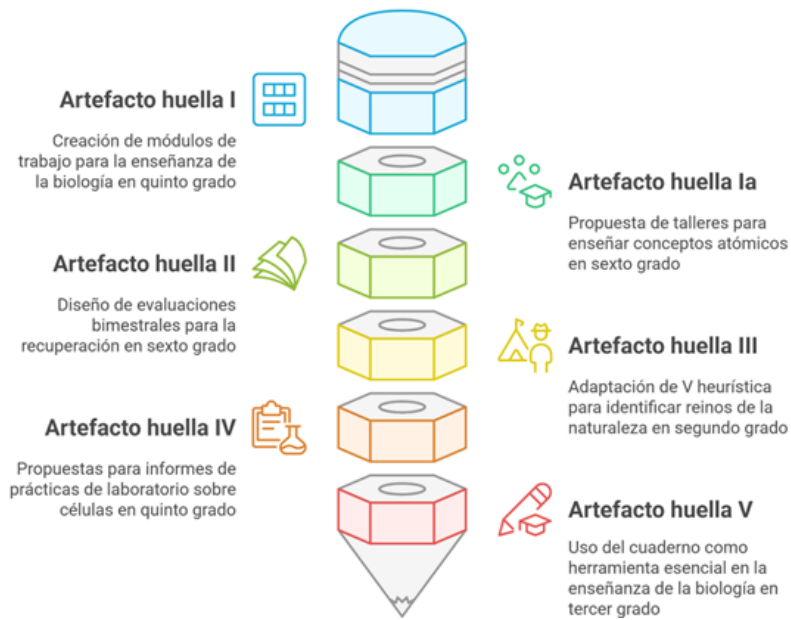 Artefacto huella I
Creación de módulos de
trabajo para la enseñanza de
la biología en quinto grado
Artefacto huella Ia
Propuesta de talleres para
enseñar conceptos atómicos
en sexto grado
Artefacto huella II
Diseño de evaluaciones
bimestrales para la
recuperación en sexto grado
Artefacto huella III
Adaptación de V heurística
para identificar reinos de la
naturaleza en segundo grado
Artefacto huella IV
Propuestas para informes de
prácticas de laboratorio sobre
células en quinto grado
Artefacto huella V
Uso del cuaderno como
herramienta esencial en la
enseñanza de la biología en
tercer grado